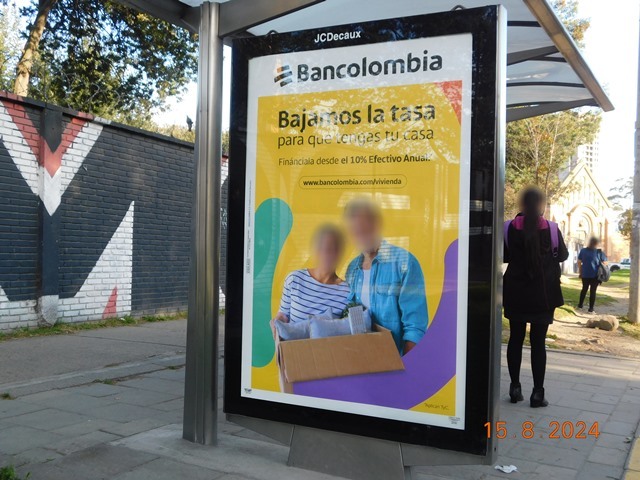 JCDecaux
Bancolombia
Bajamos la tasa
para que tengas tu casa
Finánciala desde el 10% Efectivo Anual*
www.bancolombia.com/vivienda
15.8.2024